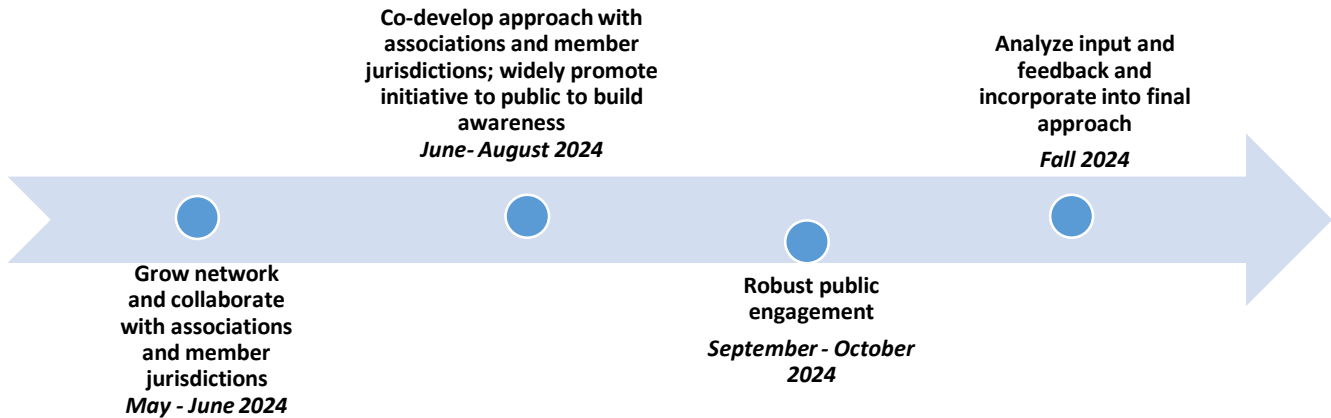 Grow network
and collaborate
with associations
and member
jurisdictions
May - June 2024
Co-develop approach with
associations and member
jurisdictions; widely promote
initiative to public to build
awareness
June- August 2024
Robust public
engagement
September - October
2024
Analyze input and
feedback and
incorporate into final
approach
Fall 2024